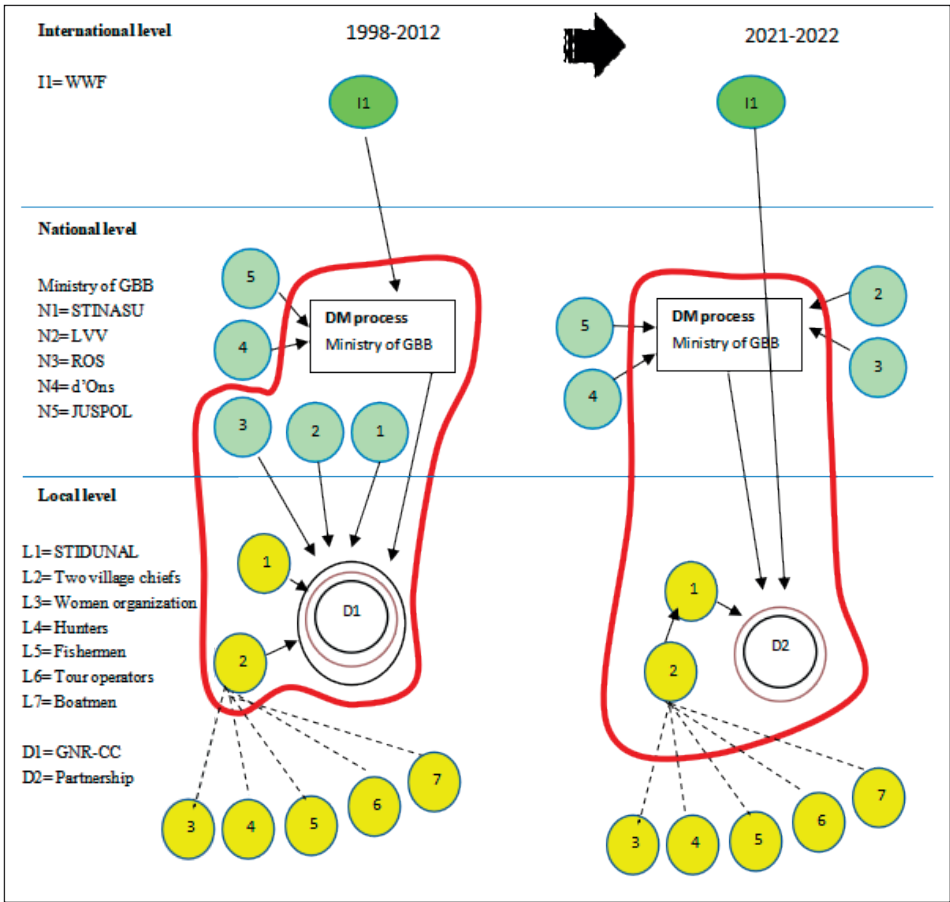 International level
1998-2012
2021-2022
I1= WWF
I1
I1
National level
Ministry of GBB
N1= STINASU
N2= LVV
N3= ROS
N4= d'Ons
N5= JUSPOL
5
4
DM process
Ministry of GBB
3
2
1
5
4
DM process
Ministry of GBB
2
3
Local level
L1= STIDUNAL
L2= Two village chiefs
L3= Women organization
L4= Hunters
L5= Fishermen
L6= Tour operators
L7= Boatmen
D1= GNR-CC
D2= Partnership
1
2
D1
3
4
5
6
7
1
2
D2
3
4
5
6
7